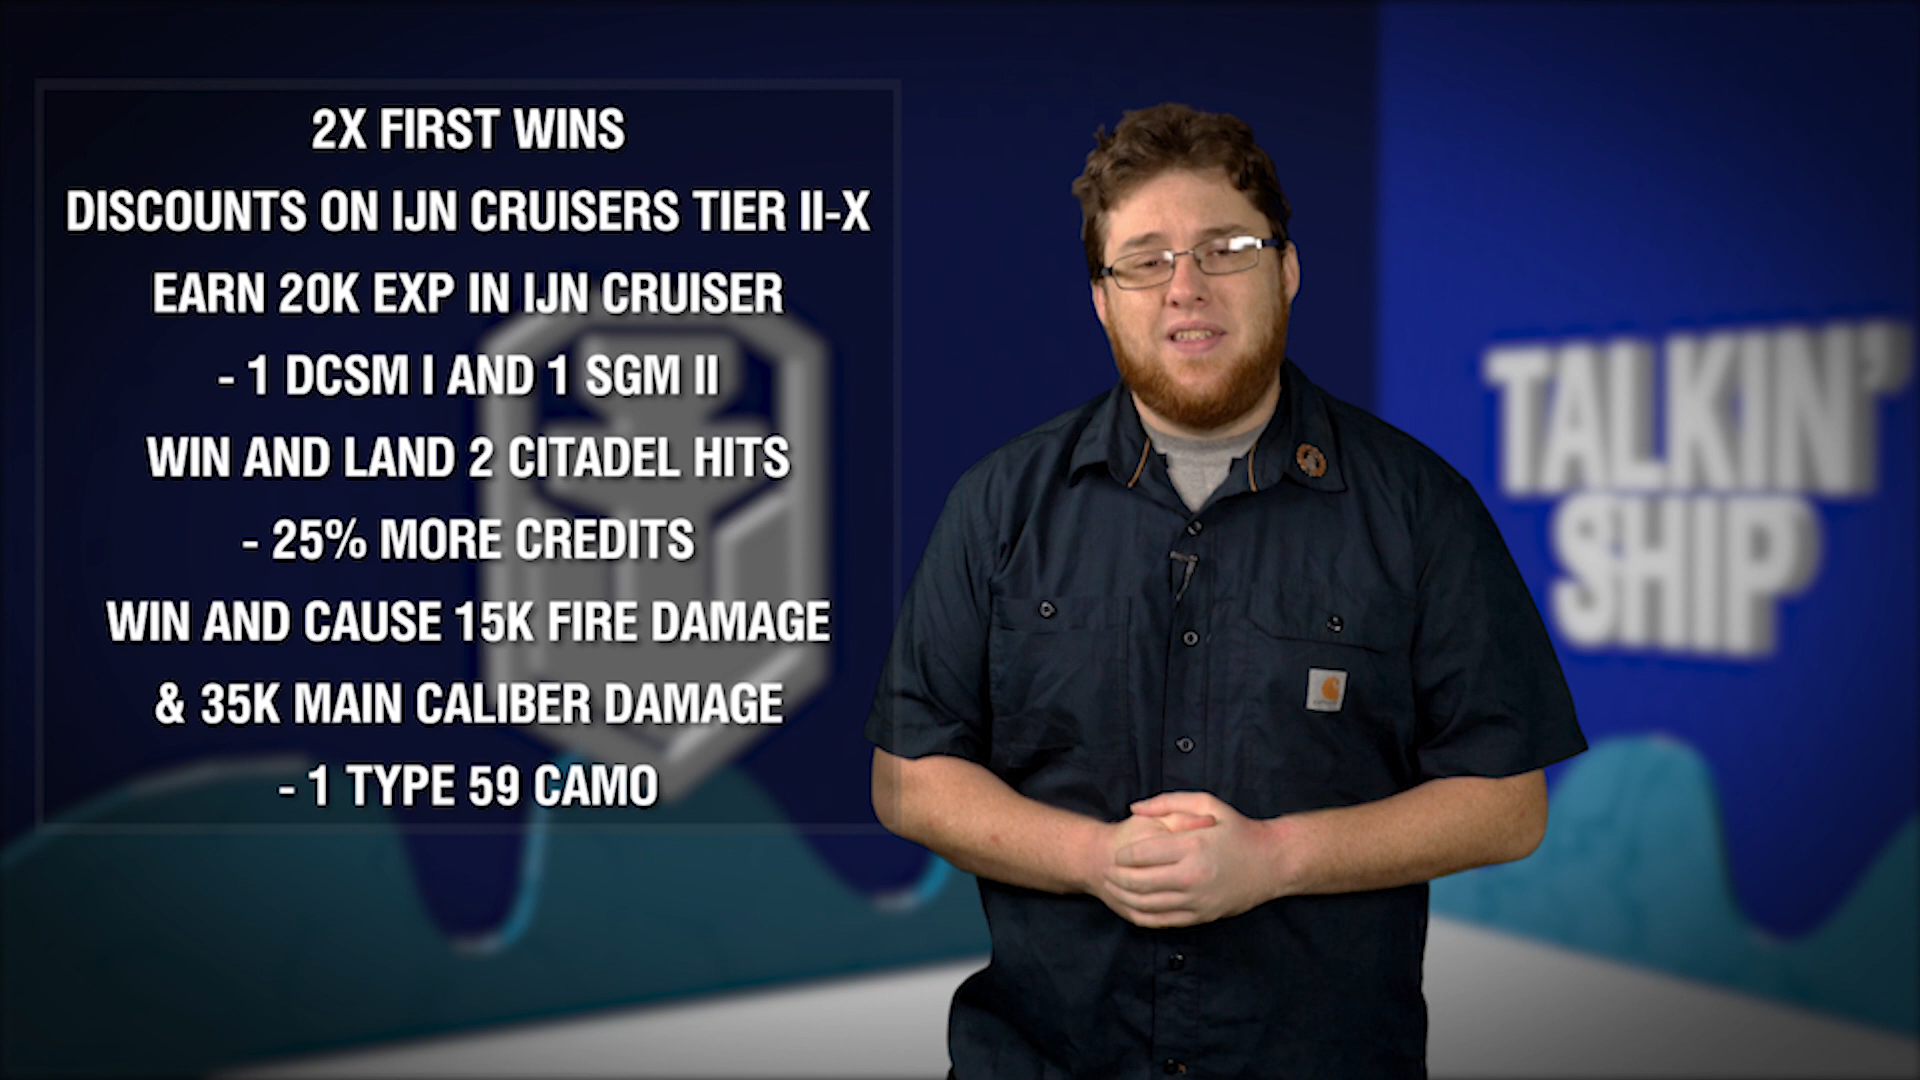 2X FIRST WINS
DISCOUNTS ON IJN CRUISERS TIER II-X
EARN 20K EXP IN IJN CRUISER
- 1 DCSM I AND 1 SGM II
WIN AND LAND 2 CITADEL HITS
- 25% MORE CREDITS
WIN AND CAUSE 15K FIRE DAMAGE
& 35K MAIN CALIBER DAMAGE
- 1 TYPE 59 CAMO
TALKIN'
SHIP